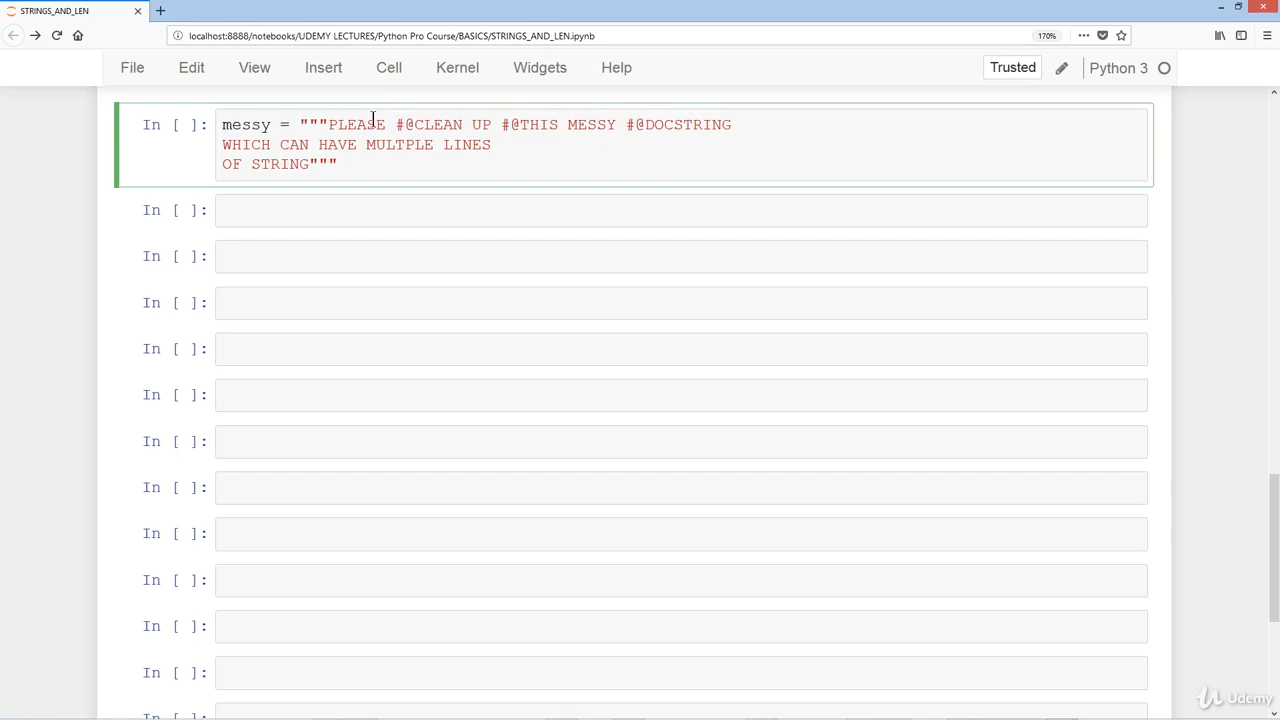 STRINGS_AND_LEN
localhost:8888/notebooks/UDEMY LECTURES/Python Pro Course/BASICS/STRINGS_AND_LEN.ipynb
170%
File Edit View Insert Cell Kernel Widgets Help
Trusted
Python 3
In [ ]: messy = """PLEASE #@CLEAN UP #@THIS MESSY #@DOCSTRING
WHICH CAN HAVE MULTPLE LINES
OF STRING"""
In [ ]:
In [ ]:
In [ ]:
In [ ]:
In [ ]:
In [ ]:
In [ ]:
In [ ]:
In [ ]:
In [ ]:
In [ ]:
In [ ]:
Udemy